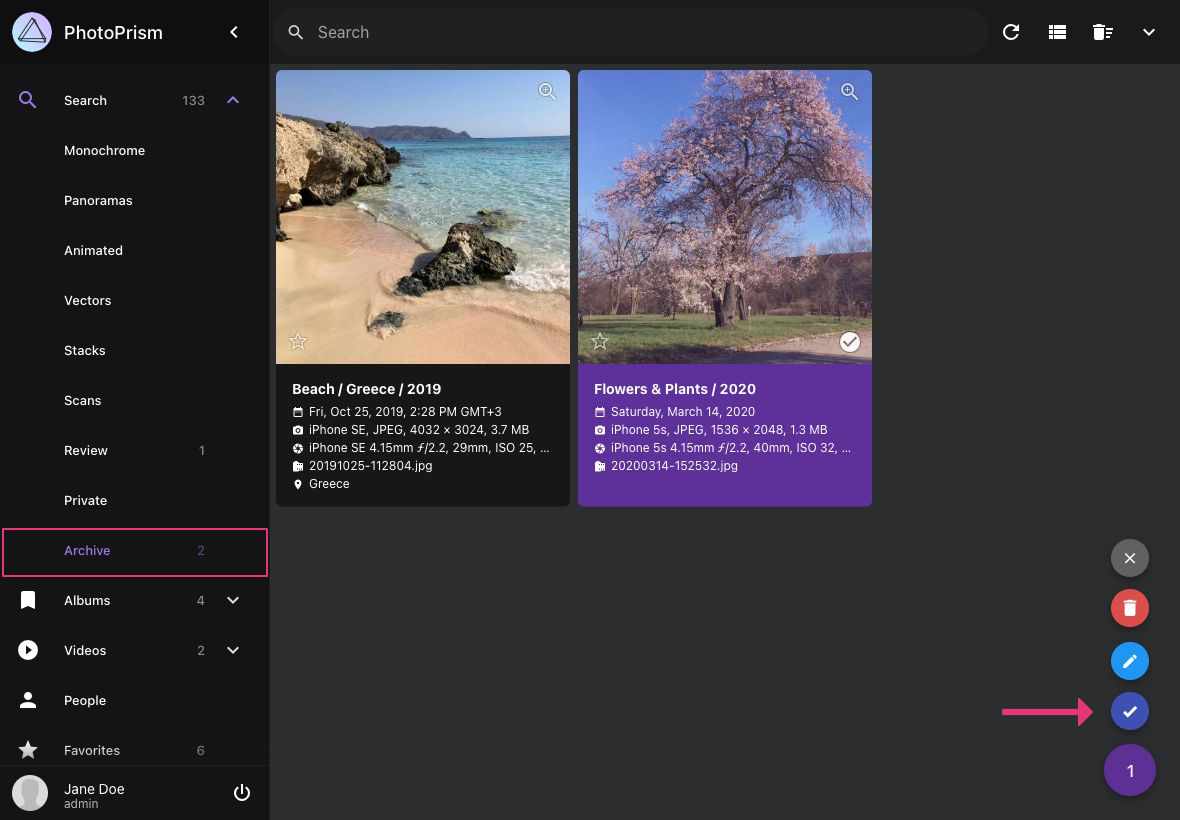 PhotoPrism
Search
Search 133
Monochrome
Panoramas
Animated
Vectors
Stacks
Scans
Review 1
Private
Archive 2
Albums 4
Videos 2
People
Favorites 6
Jane Doe
admin
Beach / Greece / 2019
Fri, Oct 25, 2019, 2:28 PM GMT+3
iPhone SE, JPEG, 4032 × 3024, 3.7 MB
iPhone SE 4.15mm ƒ/2.2, 29mm, ISO 25, ...
20191025-112804.jpg
Greece
Flowers & Plants / 2020
Saturday, March 14, 2020
iPhone 5s, JPEG, 1536 × 2048, 1.3 MB
iPhone 5s 4.15mm ƒ/2.2, 40mm, ISO 32, ...
20200314-152532.jpg
1